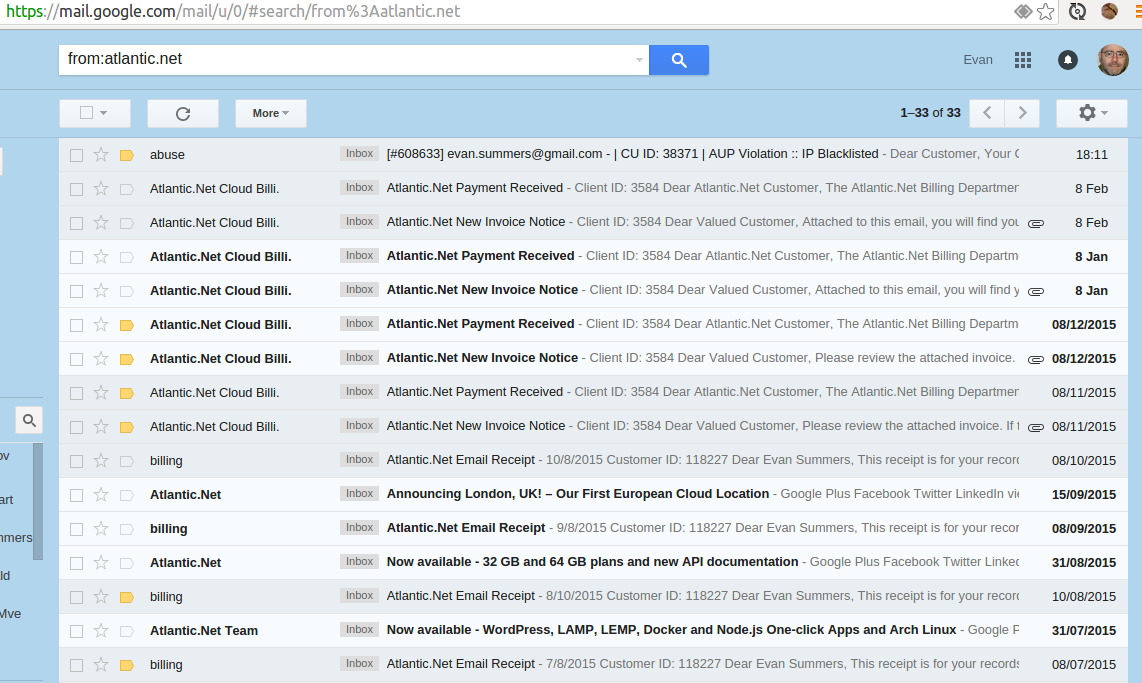 https://mail.google.com/mail/u/0/#search/from%3Aatlantic.net
from:atlantic.net
Evan
More
1–33 of 33
abuse Inbox [#608633] evan.summers@gmail.com - | CU ID: 38371 | AUP Violation :: IP Blacklisted - Dear Customer, Your 18:11
Atlantic.Net Cloud Billi. Inbox Atlantic.Net Payment Received - Client ID: 3584 Dear Atlantic.Net Customer, The Atlantic.Net Billing Departmen 8 Feb
Atlantic.Net Cloud Billi. Inbox Atlantic.Net New Invoice Notice - Client ID: 3584 Dear Valued Customer, Attached to this email, you will find you 8 Feb
Atlantic.Net Cloud Billi. Inbox Atlantic.Net Payment Received - Client ID: 3584 Dear Atlantic.Net Customer, The Atlantic.Net Billing Departm 8 Jan
Atlantic.Net Cloud Billi. Inbox Atlantic.Net New Invoice Notice - Client ID: 3584 Dear Valued Customer, Attached to this email, you will find y 8 Jan
Atlantic.Net Cloud Billi. Inbox Atlantic.Net Payment Received - Client ID: 3584 Dear Atlantic.Net Customer, The Atlantic.Net Billing Departm 08/12/2015
Atlantic.Net Cloud Billi. Inbox Atlantic.Net New Invoice Notice - Client ID: 3584 Dear Valued Customer, Please review the attached invoice. 08/12/2015
Atlantic.Net Cloud Billi. Inbox Atlantic.Net Payment Received - Client ID: 3584 Dear Atlantic.Net Customer, The Atlantic.Net Billing Departmen 08/11/2015
Atlantic.Net Cloud Billi. Inbox Atlantic.Net New Invoice Notice - Client ID: 3584 Dear Valued Customer, Please review the attached invoice. If t 08/11/2015
ov
billing Inbox Atlantic.Net Email Receipt - 10/8/2015 Customer ID: 118227 Dear Evan Summers, This receipt is for your record 08/10/2015
art
Atlantic.Net Inbox Announcing London, UK! – Our First European Cloud Location - Google Plus Facebook Twitter LinkedIn vie 15/09/2015
mmers
billing Inbox Atlantic.Net Email Receipt - 9/8/2015 Customer ID: 118227 Dear Evan Summers, This receipt is for your recor 08/09/2015
Atlantic.Net Inbox Now available - 32 GB and 64 GB plans and new API documentation - Google Plus Facebook Twitter Linked 31/08/2015
ld
billing Inbox Atlantic.Net Email Receipt - 8/10/2015 Customer ID: 118227 Dear Evan Summers, This receipt is for your record 10/08/2015
Mve
Atlantic.Net Team Inbox Now available - WordPress, LAMP, LEMP, Docker and Node.js One-click Apps and Arch Linux - Google P 31/07/2015
billing Inbox Atlantic.Net Email Receipt - 7/8/2015 Customer ID: 118227 Dear Evan Summers, This receipt is for your records 08/07/2015